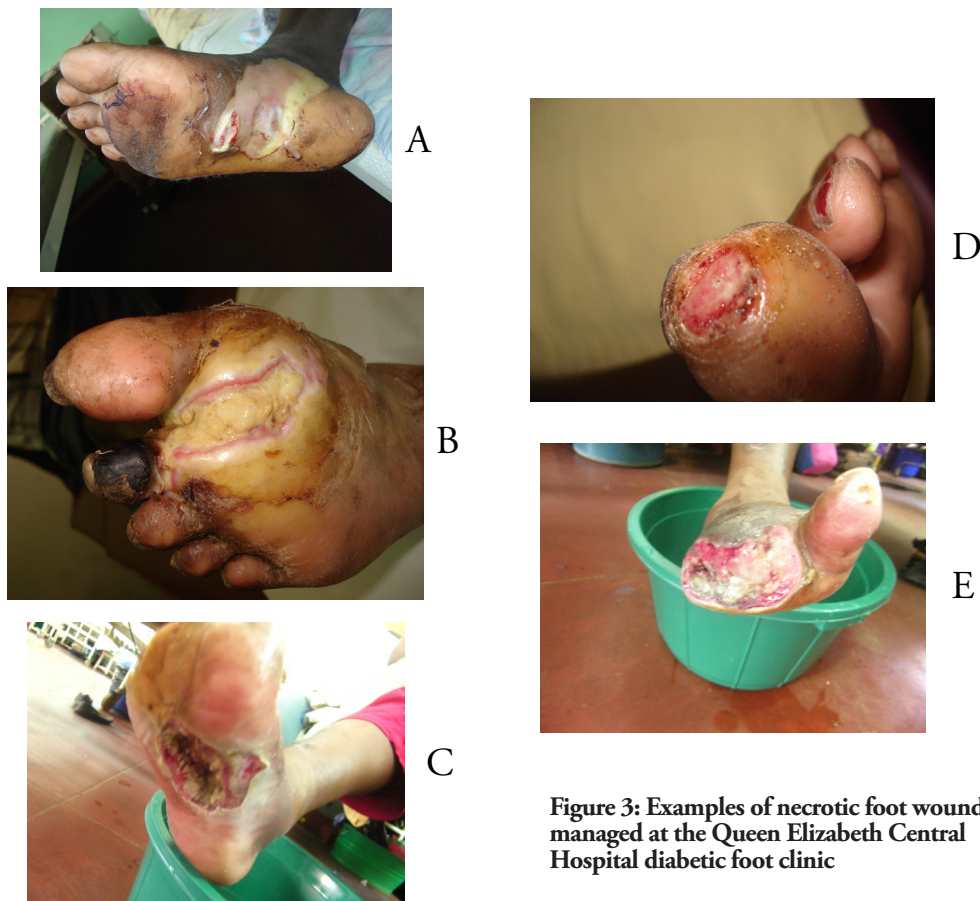 A
B
C
D
E
Figure 3: Examples of necrotic foot wound
managed at the Queen Elizabeth Central
Hospital diabetic foot clinic